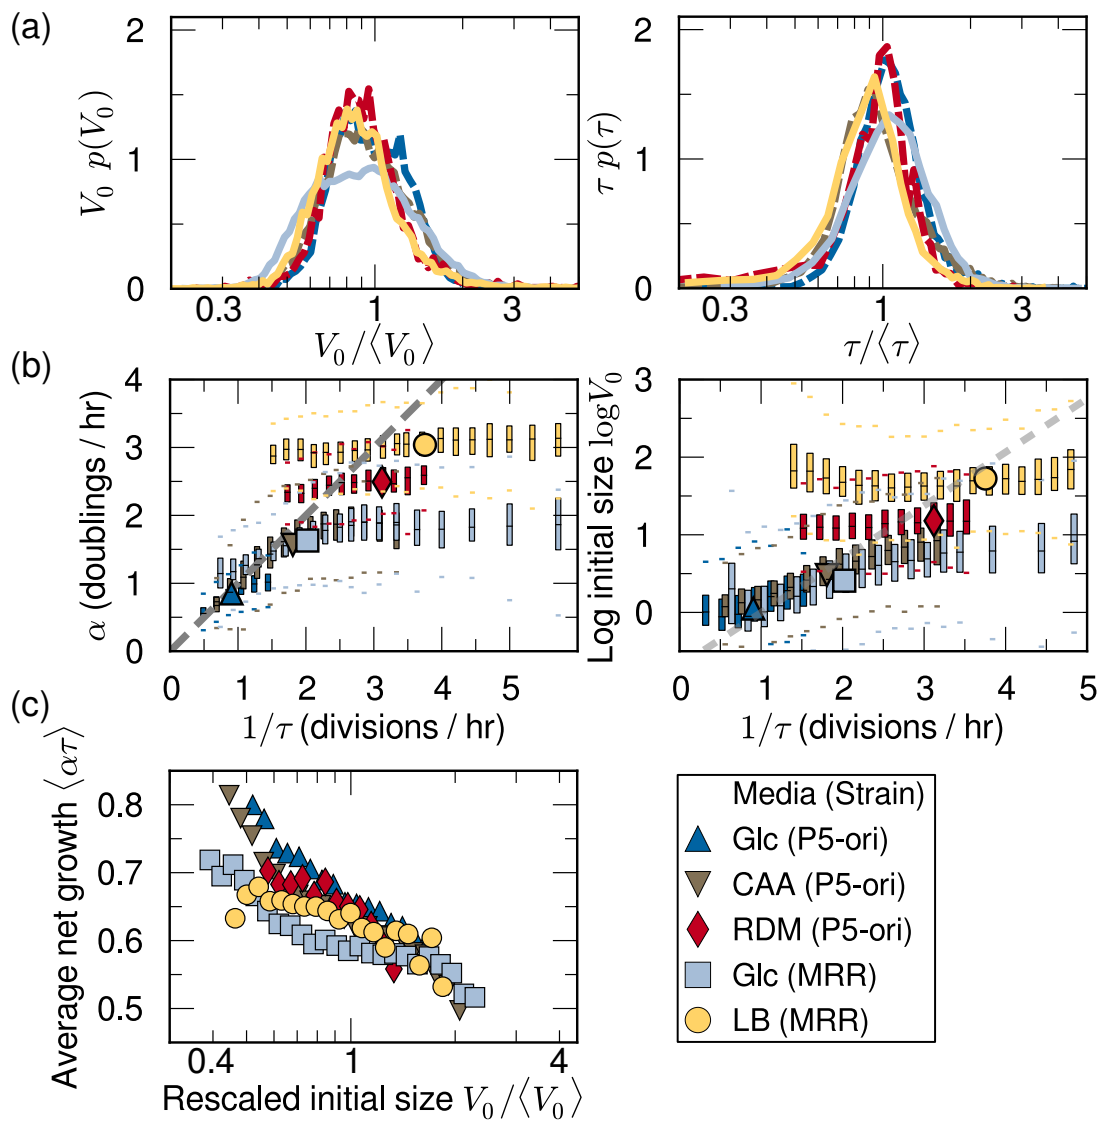 (a)
2
1
0
V₀ p(V₀)
0.3 1 3
V₀/⟨V₀⟩
2
1
0
τ p(τ)
0.3 1 3
τ/⟨τ⟩
(b)
4
3
2
1
0
α (doublings / hr)
0 1 2 3 4 5
1/τ (divisions / hr)
3
2
1
0
Log initial size logV₀
0 1 2 3 4 5
1/τ (divisions / hr)
(c)
0.8
0.7
0.6
0.5
Average net growth ⟨ατ⟩
0.4 1 4
Rescaled initial size V₀/⟨V₀⟩
Media (Strain)
Glc (P5-ori)
CAA (P5-ori)
RDM (P5-ori)
Glc (MRR)
LB (MRR)